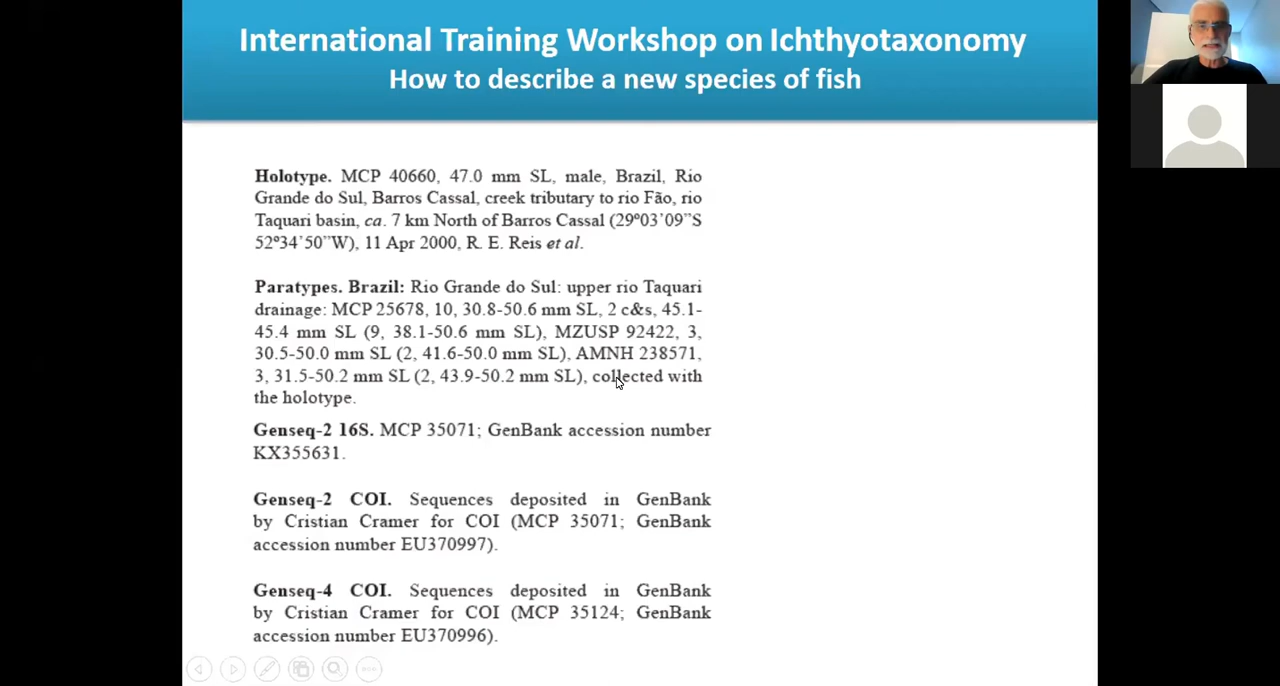 International Training Workshop on Ichthyotaxonomy
How to describe a new species of fish
Holotype. MCP 40660, 47.0 mm SL, male, Brazil, Rio
Grande do Sul, Barros Cassal, creek tributary to rio Fão, rio
Taquari basin, ca. 7 km North of Barros Cassal (29º03’09”S
52º34’50”W), 11 Apr 2000, R. E. Reis et al.
Paratypes. Brazil: Rio Grande do Sul: upper rio Taquari
drainage: MCP 25678, 10, 30.8-50.6 mm SL, 2 c&s, 45.1-
45.4 mm SL (9, 38.1-50.6 mm SL), MZUSP 92422, 3,
30.5-50.0 mm SL (2, 41.6-50.0 mm SL), AMNH 238571,
3, 31.5-50.2 mm SL (2, 43.9-50.2 mm SL), collected with
the holotype.
Genseq-2 16S. MCP 35071; GenBank accession number
KX355631.
Genseq-2 COI. Sequences deposited in GenBank
by Cristian Cramer for COI (MCP 35071; GenBank
accession number EU370997).
Genseq-4 COI. Sequences deposited in GenBank
by Cristian Cramer for COI (MCP 35124; GenBank
accession number EU370996).